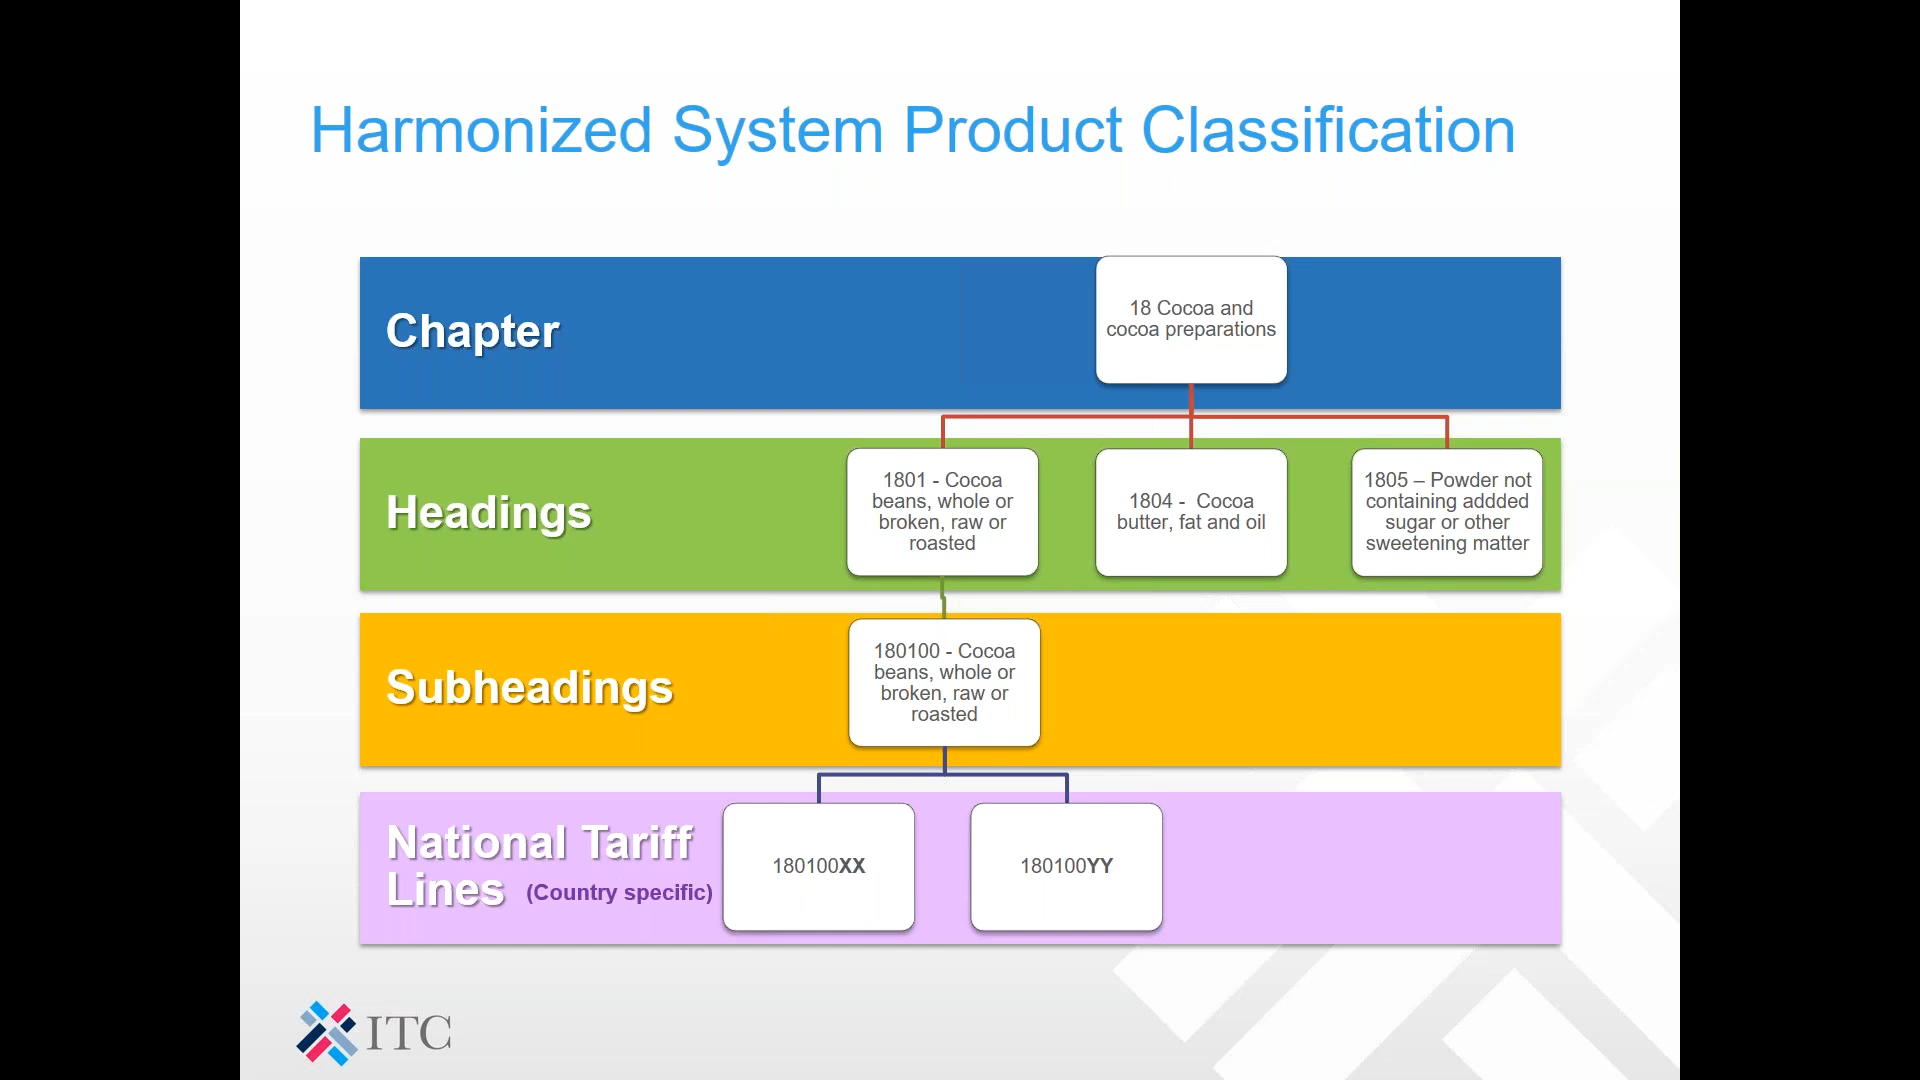 Harmonized System Product Classification
Chapter
18 Cocoa and
cocoa preparations
Headings
1801 - Cocoa
beans, whole or
broken, raw or
roasted
1804 - Cocoa
butter, fat and oil
1805 – Powder not
containing addded
sugar or other
sweetening matter
Subheadings
180100 - Cocoa
beans, whole or
broken, raw or
roasted
National Tariff
Lines (Country specific)
180100XX
180100YY
ITC